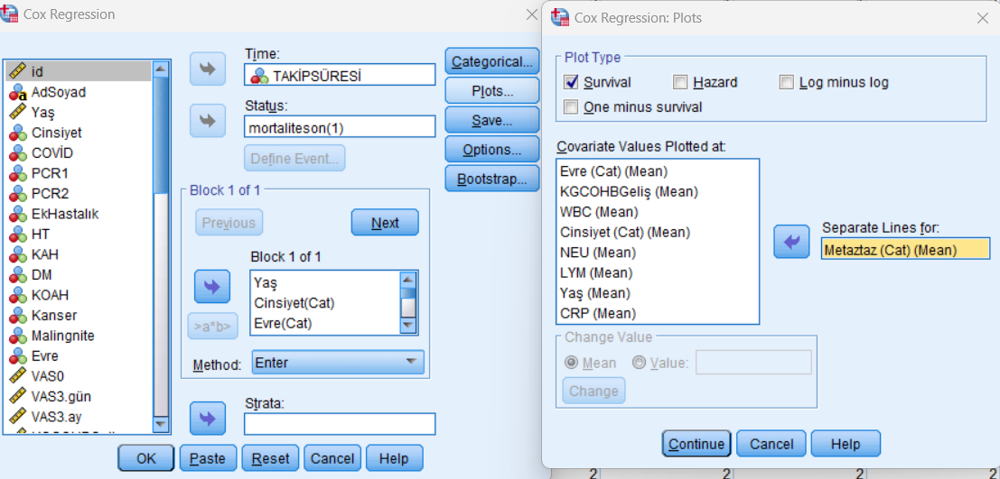 Cox Regression
id
AdSoyad
Yaş
Cinsiyet
COVİD
PCR1
PCR2
EkHastalık
HT
KAH
DM
KOAH
Kanser
Malingnite
Evre
VAS0
VAS3.gün
VAS3.ay
Time:
TAKİPSÜRESİ
Status:
mortaliteson(1)
Define Event...
Block 1 of 1
Previous
Next
Block 1 of 1
Yaş
Cinsiyet(Cat)
Evre(Cat)
>a*b>
Method: Enter
Strata:
Categorical...
Plots...
Save...
Options...
Bootstrap...
OK Paste Reset Cancel Help
Cox Regression: Plots
Plot Type
Survival Hazard Log minus log
One minus survival
Covariate Values Plotted at:
Evre (Cat) (Mean)
KGCOHBGeliş (Mean)
WBC (Mean)
Cinsiyet (Cat) (Mean)
NEU (Mean)
LYM (Mean)
Yaş (Mean)
CRP (Mean)
Separate Lines for:
Metaztaz (Cat) (Mean)
Change Value
Mean Value:
Change
Continue Cancel Help
2 2 2 2